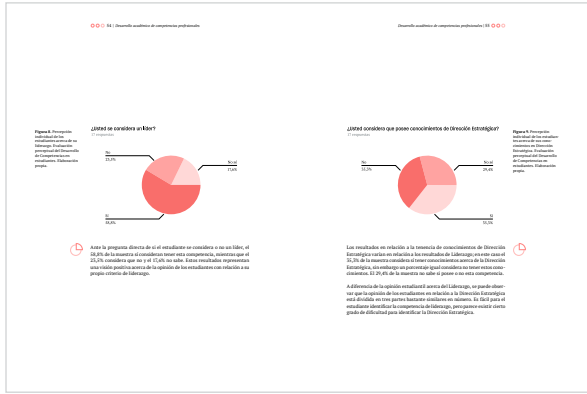 54 | Desarrollo académico de competencias profesionales
Figura 8. Percepción
individual de los
estudiantes acerca de su
liderazgo. Evaluación
perceptual del Desarrollo
de Competencias en
estudiantes. Elaboración
propia.
¿Usted se considera un líder?
17 respuestas
No
23,5%
No sé
17,6%
Sí
58,8%
Ante la pregunta directa de si el estudiante se considera o no un líder, el
58,8% de la muestra si consideran tener esta competencia, mientras que el
23,5% considera que no y el 17,6% no sabe. Estos resultados representan
una visión positiva acerca de la opinión de los estudiantes con relación a su
propio criterio de liderazgo.
Desarrollo académico de competencias profesionales | 55
¿Usted considera que posee conocimientos de Dirección Estratégica?
17 respuestas
No
35,3%
No sé
29,4%
Sí
35,3%
Figura 9. Percepción
individual de los estudian-
tes acerca de sus cono-
cimientos en Dirección
Estratégica. Evaluación
perceptual del Desarrollo
de Competencias en
estudiantes. Elaboración
propia.
Los resultados en relación a la tenencia de conocimientos de Dirección
Estratégica varían en relación a los resultados de Liderazgo; en este caso el
35,3% de la muestra considera si tener conocimientos acerca de la Dirección
Estratégica, sin embargo un porcentaje igual considera no tener estos cono-
cimientos. El 29,4% de la muestra no sabe si posee o no esta competencia.
A diferencia de la opinión estudiantil acerca del Liderazgo, se puede obser-
var que la opinión de los estudiantes en relación a la Dirección Estratégica
está dividida en tres partes bastante similares en número. Es fácil para el
estudiante identificar la competencia de liderazgo, pero parece existir cierto
grado de dificultad para identificar la Dirección Estratégica.